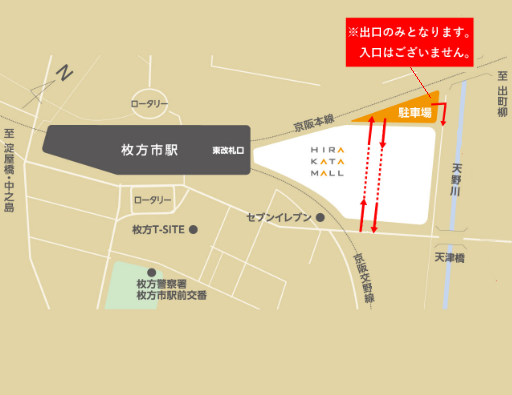 ※出口のみとなります。
入口はございません。
N
至 出町柳
ロータリー
京阪本線
駐車場
至 淀屋橋・中之島
枚方市駅
東改札口
HIRA
KATA
MALL
天野川
ロータリー
セブンイレブン
枚方T-SITE
天津橋
京阪交野線
枚方警察署
枚方市駅前交番